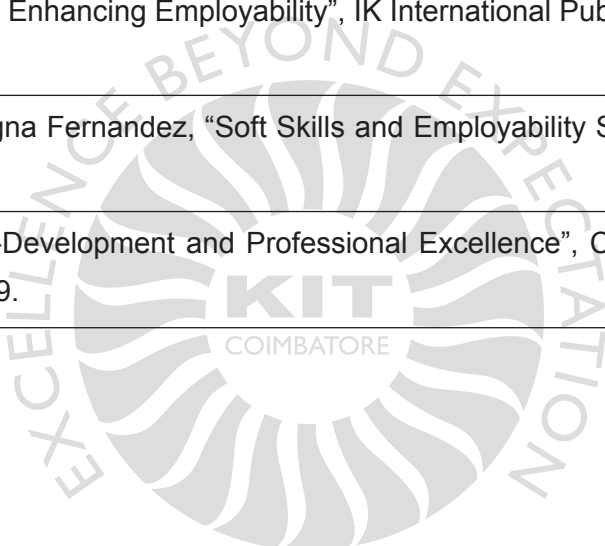 Enhancing Employability”, IK International Pub
gna Fernandez, “Soft Skills and Employability S
-Development and Professional Excellence”, C
9.
EXCELLENCE BEYOND EXPECTATION
KIT
COIMBATORE